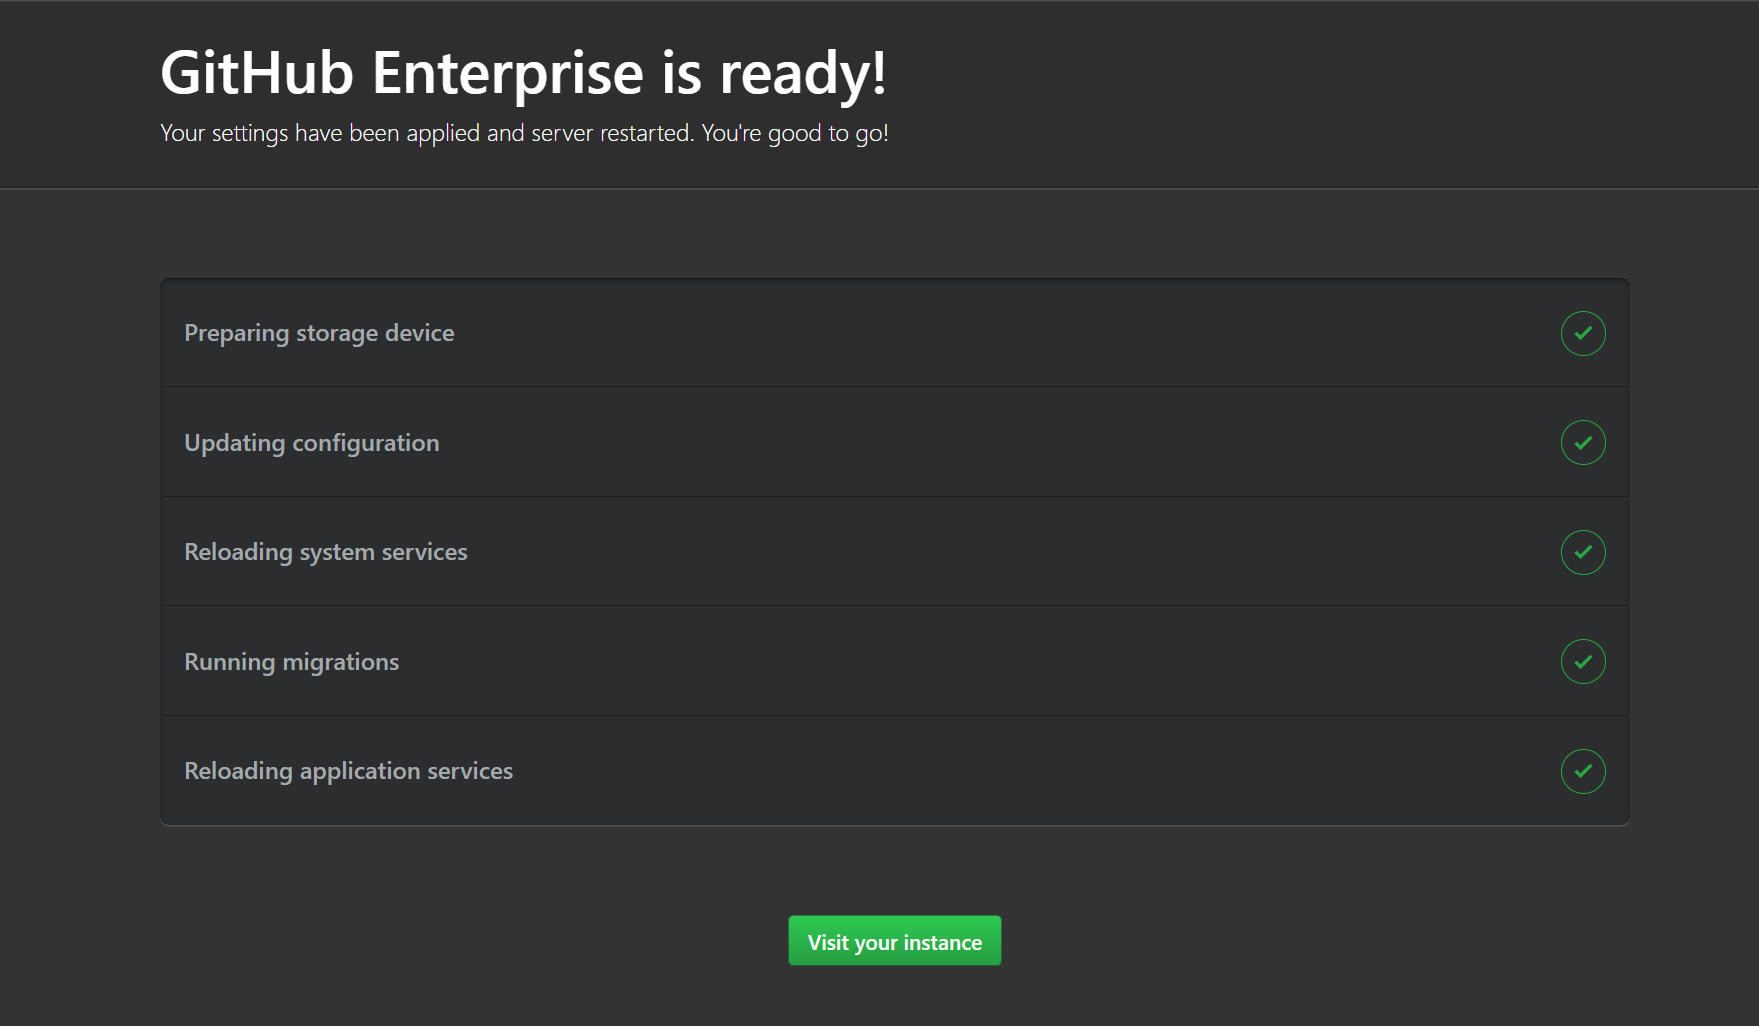 GitHub Enterprise is ready!
Your settings have been applied and server restarted. You're good to go!
Preparing storage device
Updating configuration
Reloading system services
Running migrations
Reloading application services
Visit your instance